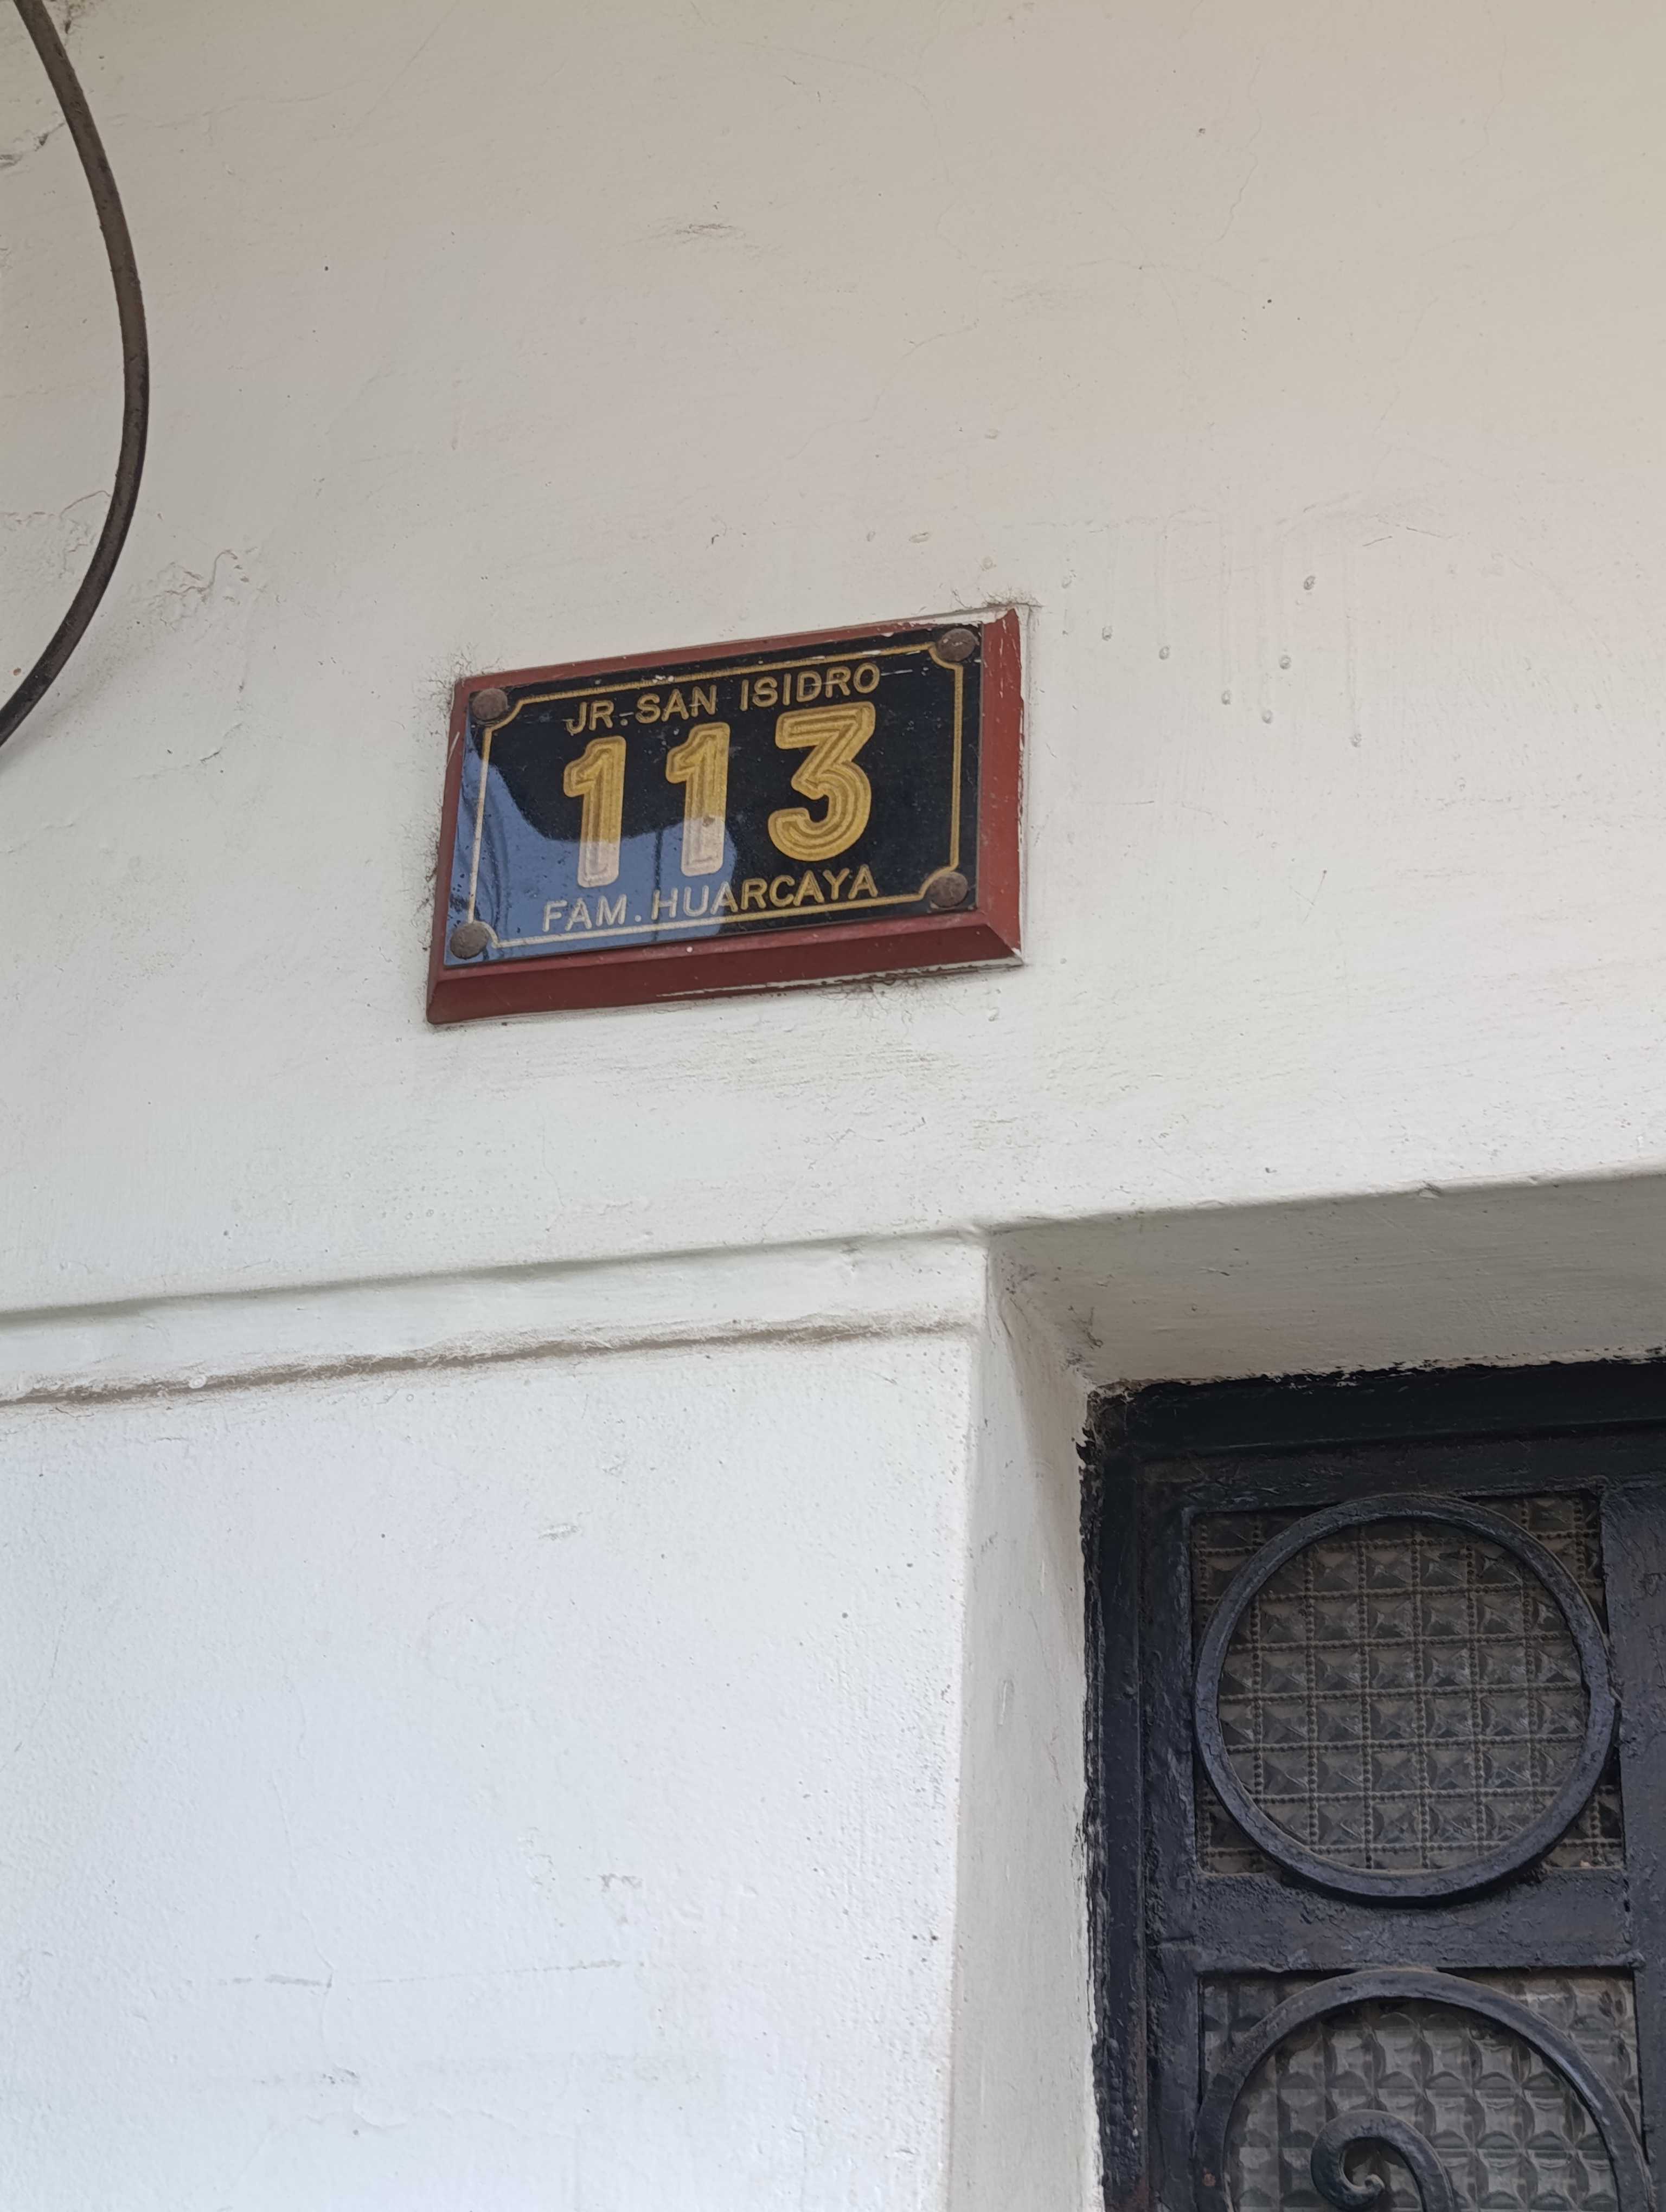 JR. SAN ISIDRO
113
FAM. HUARCAYA